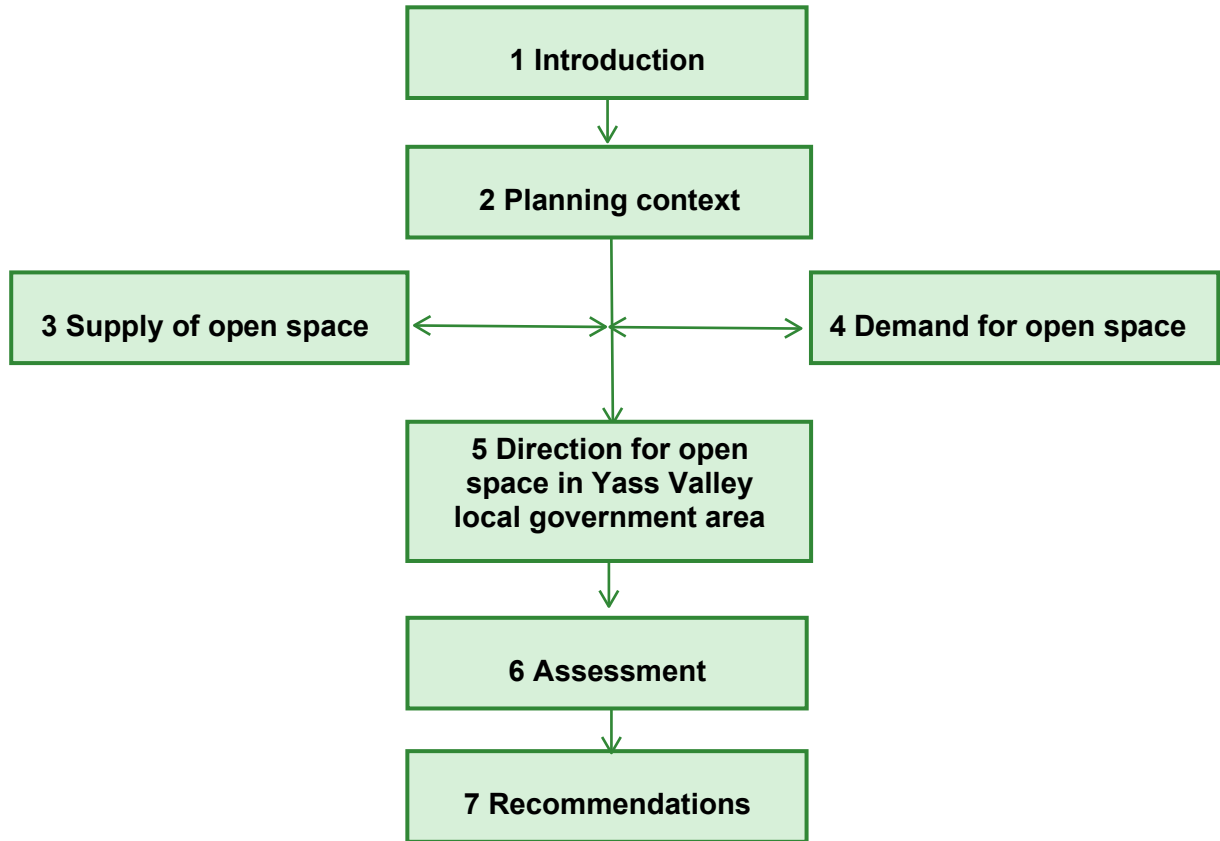 1 Introduction
2 Planning context
3 Supply of open space
4 Demand for open space
5 Direction for open
space in Yass Valley
local government area
6 Assessment
7 Recommendations